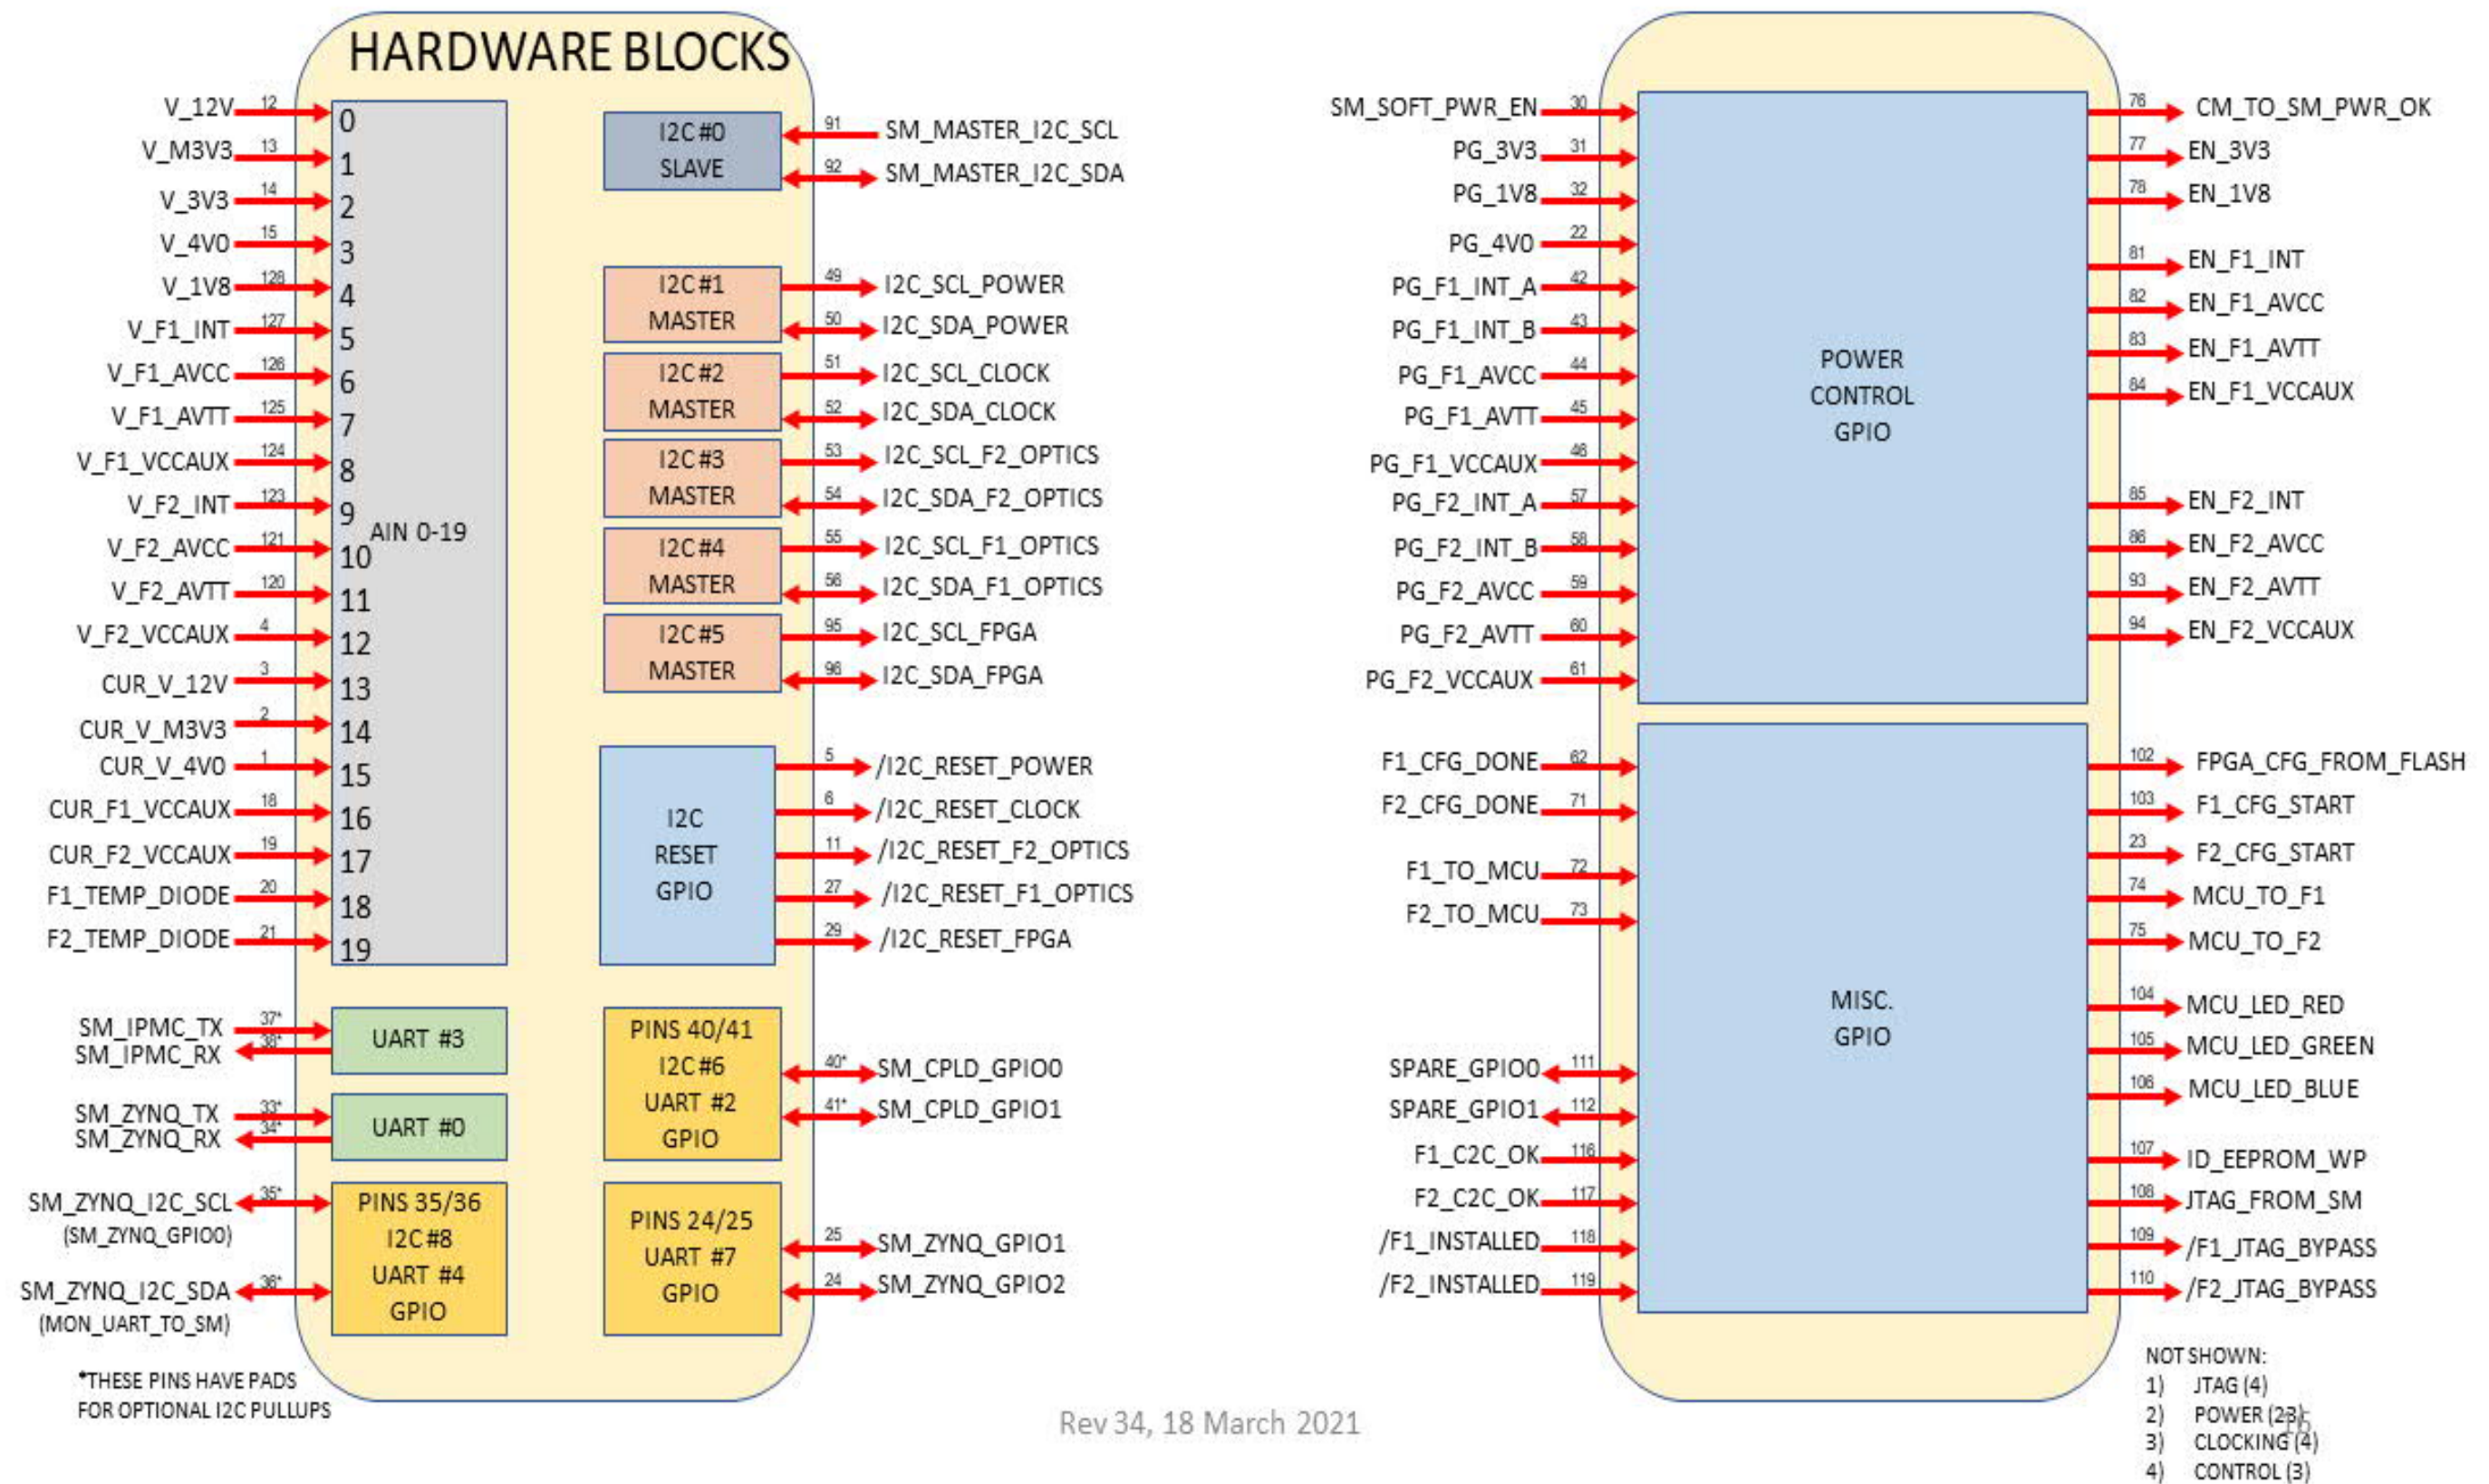 HARDWARE BLOCKS
V_12V 12 0
V_M3V3 13 1
V_3V3 14 2
V_4V0 15 3
V_1V8 128 4
V_F1_INT 127 5
V_F1_AVCC 126 6
V_F1_AVTT 125 7
V_F1_VCCAUX 124 8
V_F2_INT 123 9
V_F2_AVCC 121 10
V_F2_AVTT 120 11
V_F2_VCCAUX 4 12
CUR_V_12V 3 13
CUR_V_M3V3 2 14
CUR_V_4V0 1 15
CUR_F1_VCCAUX 18 16
CUR_F2_VCCAUX 19 17
F1_TEMP_DIODE 20 18
F2_TEMP_DIODE 21 19
AIN 0-19
SM_IPMC_TX 37*
SM_IPMC_RX 38*
UART #3
SM_ZYNQ_TX 33*
SM_ZYNQ_RX 34*
UART #0
SM_ZYNQ_I2C_SCL 35*
(SM_ZYNQ_GPIO0)
SM_ZYNQ_I2C_SDA 36*
(MON_UART_TO_SM)
PINS 35/36
I2C #8
UART #4
GPIO
*THESE PINS HAVE PADS
FOR OPTIONAL I2C PULLUPS
I2C #0
SLAVE
91 SM_MASTER_I2C_SCL
92 SM_MASTER_I2C_SDA
I2C #1
MASTER
49 I2C_SCL_POWER
50 I2C_SDA_POWER
I2C #2
MASTER
51 I2C_SCL_CLOCK
52 I2C_SDA_CLOCK
I2C #3
MASTER
53 I2C_SCL_F2_OPTICS
54 I2C_SDA_F2_OPTICS
I2C #4
MASTER
55 I2C_SCL_F1_OPTICS
56 I2C_SDA_F1_OPTICS
I2C #5
MASTER
95 I2C_SCL_FPGA
96 I2C_SDA_FPGA
I2C
RESET
GPIO
5 /I2C_RESET_POWER
6 /I2C_RESET_CLOCK
11 /I2C_RESET_F2_OPTICS
27 /I2C_RESET_F1_OPTICS
29 /I2C_RESET_FPGA
PINS 40/41
I2C #6
UART #2
GPIO
40* SM_CPLD_GPIO0
41* SM_CPLD_GPIO1
PINS 24/25
UART #7
GPIO
25 SM_ZYNQ_GPIO1
24 SM_ZYNQ_GPIO2
SM_SOFT_PWR_EN 30
PG_3V3 31
PG_1V8 32
PG_4V0 22
PG_F1_INT_A 42
PG_F1_INT_B 43
PG_F1_AVCC 44
PG_F1_AVTT 45
PG_F1_VCCAUX 46
PG_F2_INT_A 57
PG_F2_INT_B 58
PG_F2_AVCC 59
PG_F2_AVTT 60
PG_F2_VCCAUX 61
POWER
CONTROL
GPIO
76 CM_TO_SM_PWR_OK
77 EN_3V3
78 EN_1V8
81 EN_F1_INT
82 EN_F1_AVCC
83 EN_F1_AVTT
84 EN_F1_VCCAUX
85 EN_F2_INT
86 EN_F2_AVCC
93 EN_F2_AVTT
94 EN_F2_VCCAUX
F1_CFG_DONE 62
F2_CFG_DONE 71
F1_TO_MCU 72
F2_TO_MCU 73
SPARE_GPIO0 111
SPARE_GPIO1 112
F1_C2C_OK 116
F2_C2C_OK 117
/F1_INSTALLED 118
/F2_INSTALLED 119
MISC.
GPIO
102 FPGA_CFG_FROM_FLASH
103 F1_CFG_START
23 F2_CFG_START
74 MCU_TO_F1
75 MCU_TO_F2
104 MCU_LED_RED
105 MCU_LED_GREEN
106 MCU_LED_BLUE
107 ID_EEPROM_WP
108 JTAG_FROM_SM
109 /F1_JTAG_BYPASS
110 /F2_JTAG_BYPASS
NOT SHOWN:
1) JTAG (4)
2) POWER (23)
3) CLOCKING (4)
4) CONTROL (3)
Rev 34, 18 March 2021
16